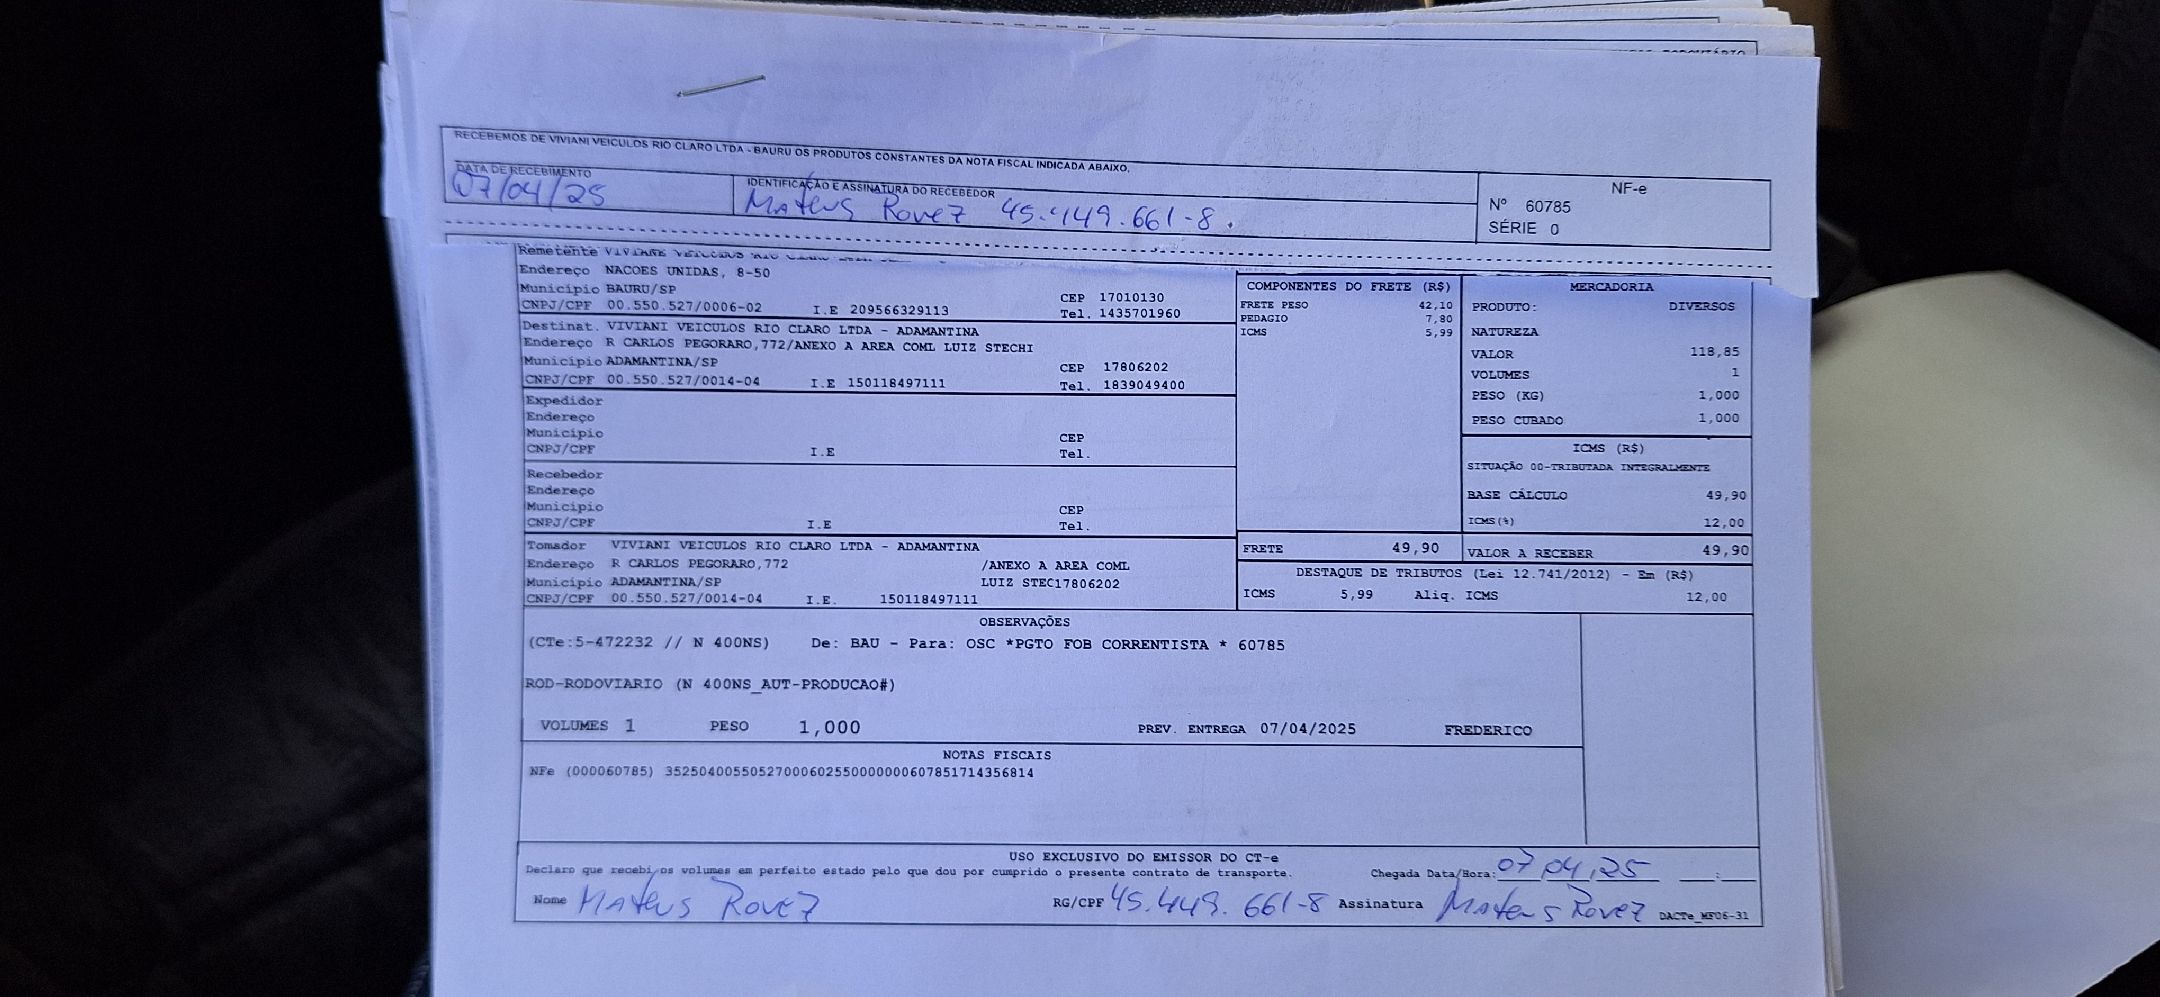 RECEBEMOS DE VIVIANI VEICULOS RIO CLARO LTDA - BAURU OS PRODUTOS CONSTANTES DA NOTA FISCAL INDICADA ABAIXO.
DATA DE RECEBIMENTO
07/04/25
IDENTIFICAÇÃO E ASSINATURA DO RECEBEDOR
Mateus Rovez 45.449.661-8.
NF-e
Nº 60785
SÉRIE 0
Remetente VIVIANI VEICULOS RIO CLARO
Endereço NACOES UNIDAS, 8-50
Município BAURU/SP CEP 17010130
CNPJ/CPF 00.550.527/0006-02 I.E 209566329113 Tel. 1435701960
Destinat. VIVIANI VEICULOS RIO CLARO LTDA - ADAMANTINA
Endereço R CARLOS PEGORARO,772/ANEXO A AREA COML LUIZ STECHI
Município ADAMANTINA/SP CEP 17806202
CNPJ/CPF 00.550.527/0014-04 I.E 150118497111 Tel. 1839049400
Expedidor
Endereço
Município CEP
CNPJ/CPF I.E Tel.
Recebedor
Endereço
Município CEP
CNPJ/CPF I.E Tel.
Tomador VIVIANI VEICULOS RIO CLARO LTDA - ADAMANTINA
Endereço R CARLOS PEGORARO,772 /ANEXO A AREA COML
Município ADAMANTINA/SP LUIZ STEC17806202
CNPJ/CPF 00.550.527/0014-04 I.E. 150118497111
COMPONENTES DO FRETE (R$)
FRETE PESO 42,10
PEDAGIO 7,80
ICMS 5,99
MERCADORIA
PRODUTO: DIVERSOS
NATUREZA
VALOR 118,85
VOLUMES 1
PESO (KG) 1,000
PESO CUBADO 1,000
ICMS (R$)
SITUAÇÃO 00-TRIBUTADA INTEGRALMENTE
BASE CÁLCULO 49,90
ICMS(%) 12,00
FRETE 49,90 VALOR A RECEBER 49,90
DESTAQUE DE TRIBUTOS (Lei 12.741/2012) - Em (R$)
ICMS 5,99 Aliq. ICMS 12,00
OBSERVAÇÕES
(CTe:5-472232 // N 400NS) De: BAU - Para: OSC *PGTO FOB CORRENTISTA * 60785
ROD-RODOVIARIO (N 400NS_AUT-PRODUCAO#)
VOLUMES 1 PESO 1,000 PREV. ENTREGA 07/04/2025 FREDERICO
NOTAS FISCAIS
NFe (000060785) 35250400550527000602550000000607851714356814
USO EXCLUSIVO DO EMISSOR DO CT-e
Declaro que recebi os volumes em perfeito estado pelo que dou por cumprido o presente contrato de transporte. Chegada Data/Hora: 07,04,25 __:__
Nome Mateus Rovez RG/CPF 45.449.661-8 Assinatura Mateus Rovez DACTe_MF06-31